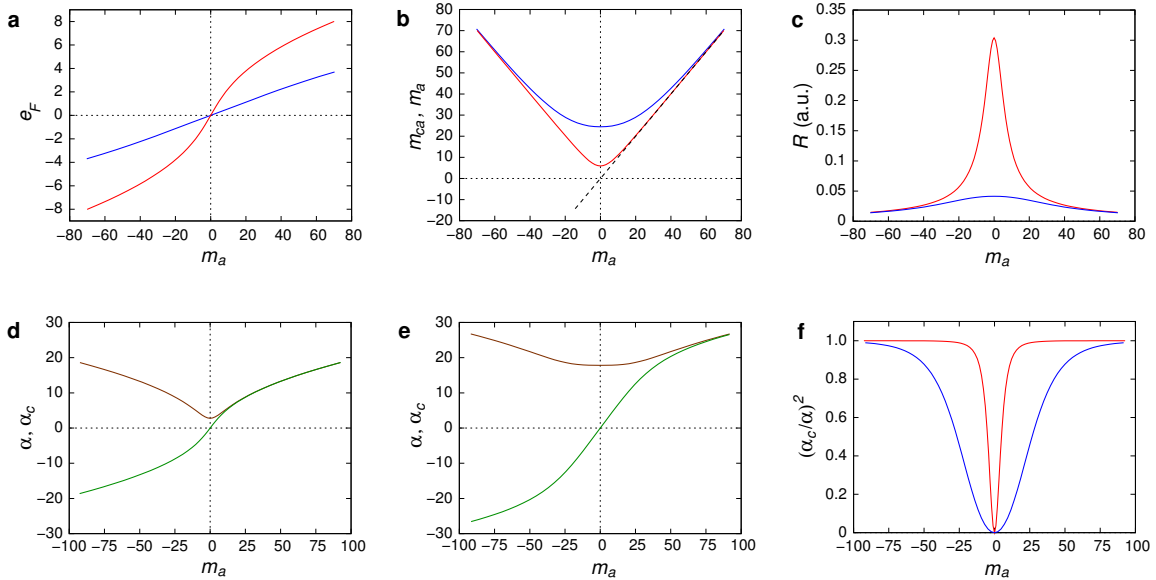 a
8
6
4
2
0
−2
−4
−6
−8
e_F
−80 −60 −40 −20 0 20 40 60 80
m_a
b
80
70
60
50
40
30
20
10
0
−10
20
m_ca, m_a
−80 −60 −40 −20 0 20 40 60 80
m_a
c
0.35
0.30
0.25
0.2
0.15
0.1
0.05
0
R (a.u.)
−80 −60 −40 −20 0 20 40 60 80
m_a
d
30
20
10
0
−10
−20
−30
α, α_c
−100 −75 −50 −25 0 25 50 75 100
m_a
e
30
20
10
0
−10
−20
30
α, α_c
−100 −75 −50 −25 0 25 50 75 100
m_a
f
1.0
0.8
0.6
0.4
0.2
0
(α_c/α)²
−100 −75 −50 −25 0 25 50 75 100
m_a